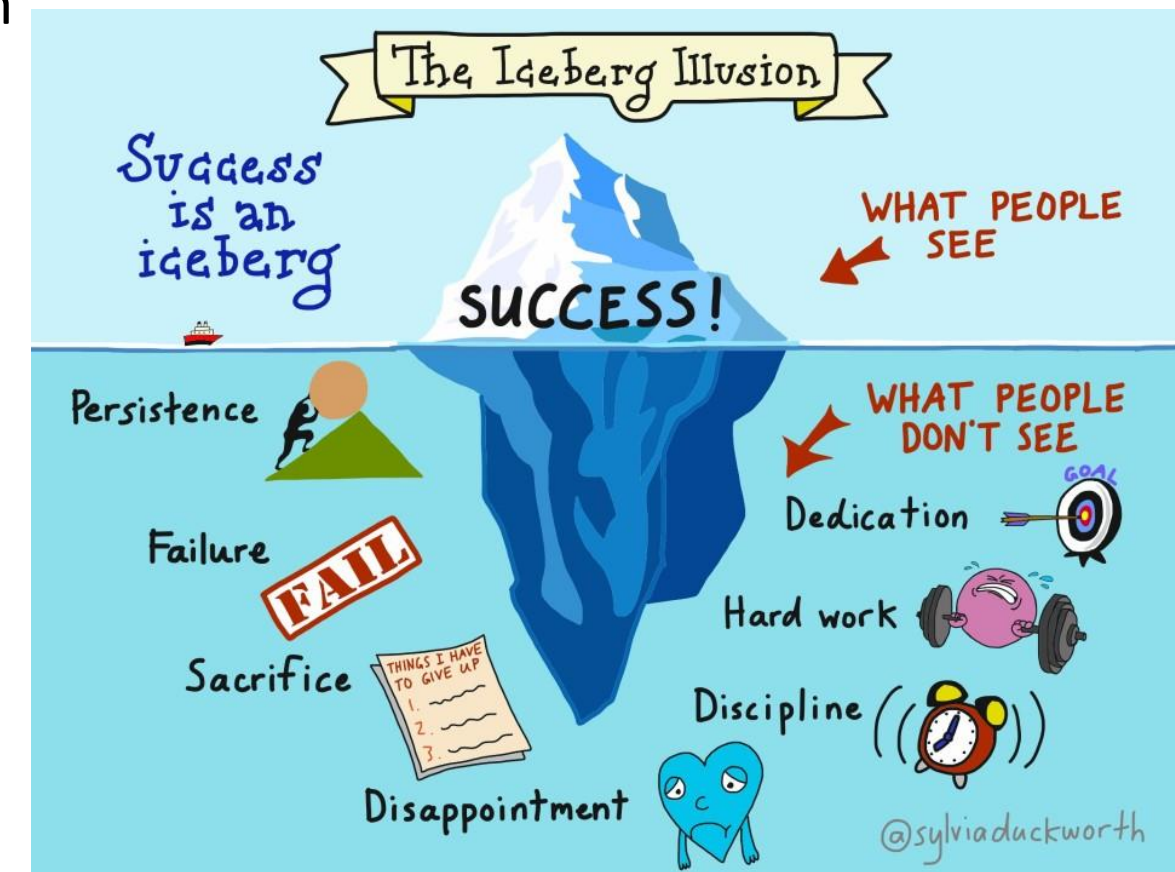 n
The Iceberg Illusion
Success
is an
iceberg
WHAT PEOPLE
SEE
SUCCESS!
Persistence
WHAT PEOPLE
DON'T SEE
GOAL
Dedication
Failure
FAIL
Hard work
Sacrifice
THINGS I HAVE
TO GIVE UP
1.
2.
3.
Discipline
Disappointment
@sylviaduckworth